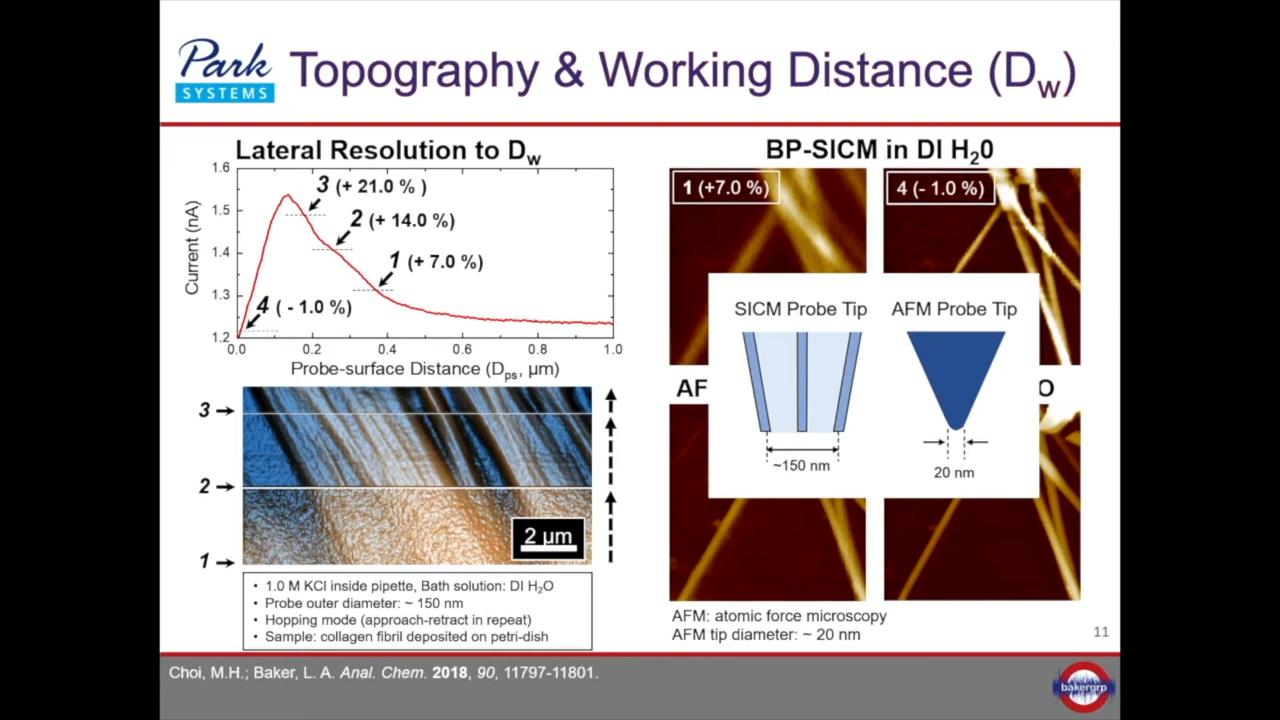 Park
SYSTEMS
Topography & Working Distance (Dw)
Lateral Resolution to Dw
1.6
1.5
1.4
1.3
1.2
Current (nA)
3 (+ 21.0 % )
2 (+ 14.0 %)
1 (+ 7.0 %)
4 ( - 1.0 %)
0.0 0.2 0.4 0.6 0.8 1.0
Probe-surface Distance (Dps, µm)
3
2
1
2 µm
• 1.0 M KCl inside pipette, Bath solution: DI H2O
• Probe outer diameter: ~ 150 nm
• Hopping mode (approach-retract in repeat)
• Sample: collagen fibril deposited on petri-dish
BP-SICM in DI H20
1 (+7.0 %)
4 (- 1.0 %)
SICM Probe Tip
AFM Probe Tip
~150 nm
20 nm
AF
O
AFM: atomic force microscopy
AFM tip diameter: ~ 20 nm
11
Choi, M.H.; Baker, L. A. Anal. Chem. 2018, 90, 11797-11801.
bakergrp